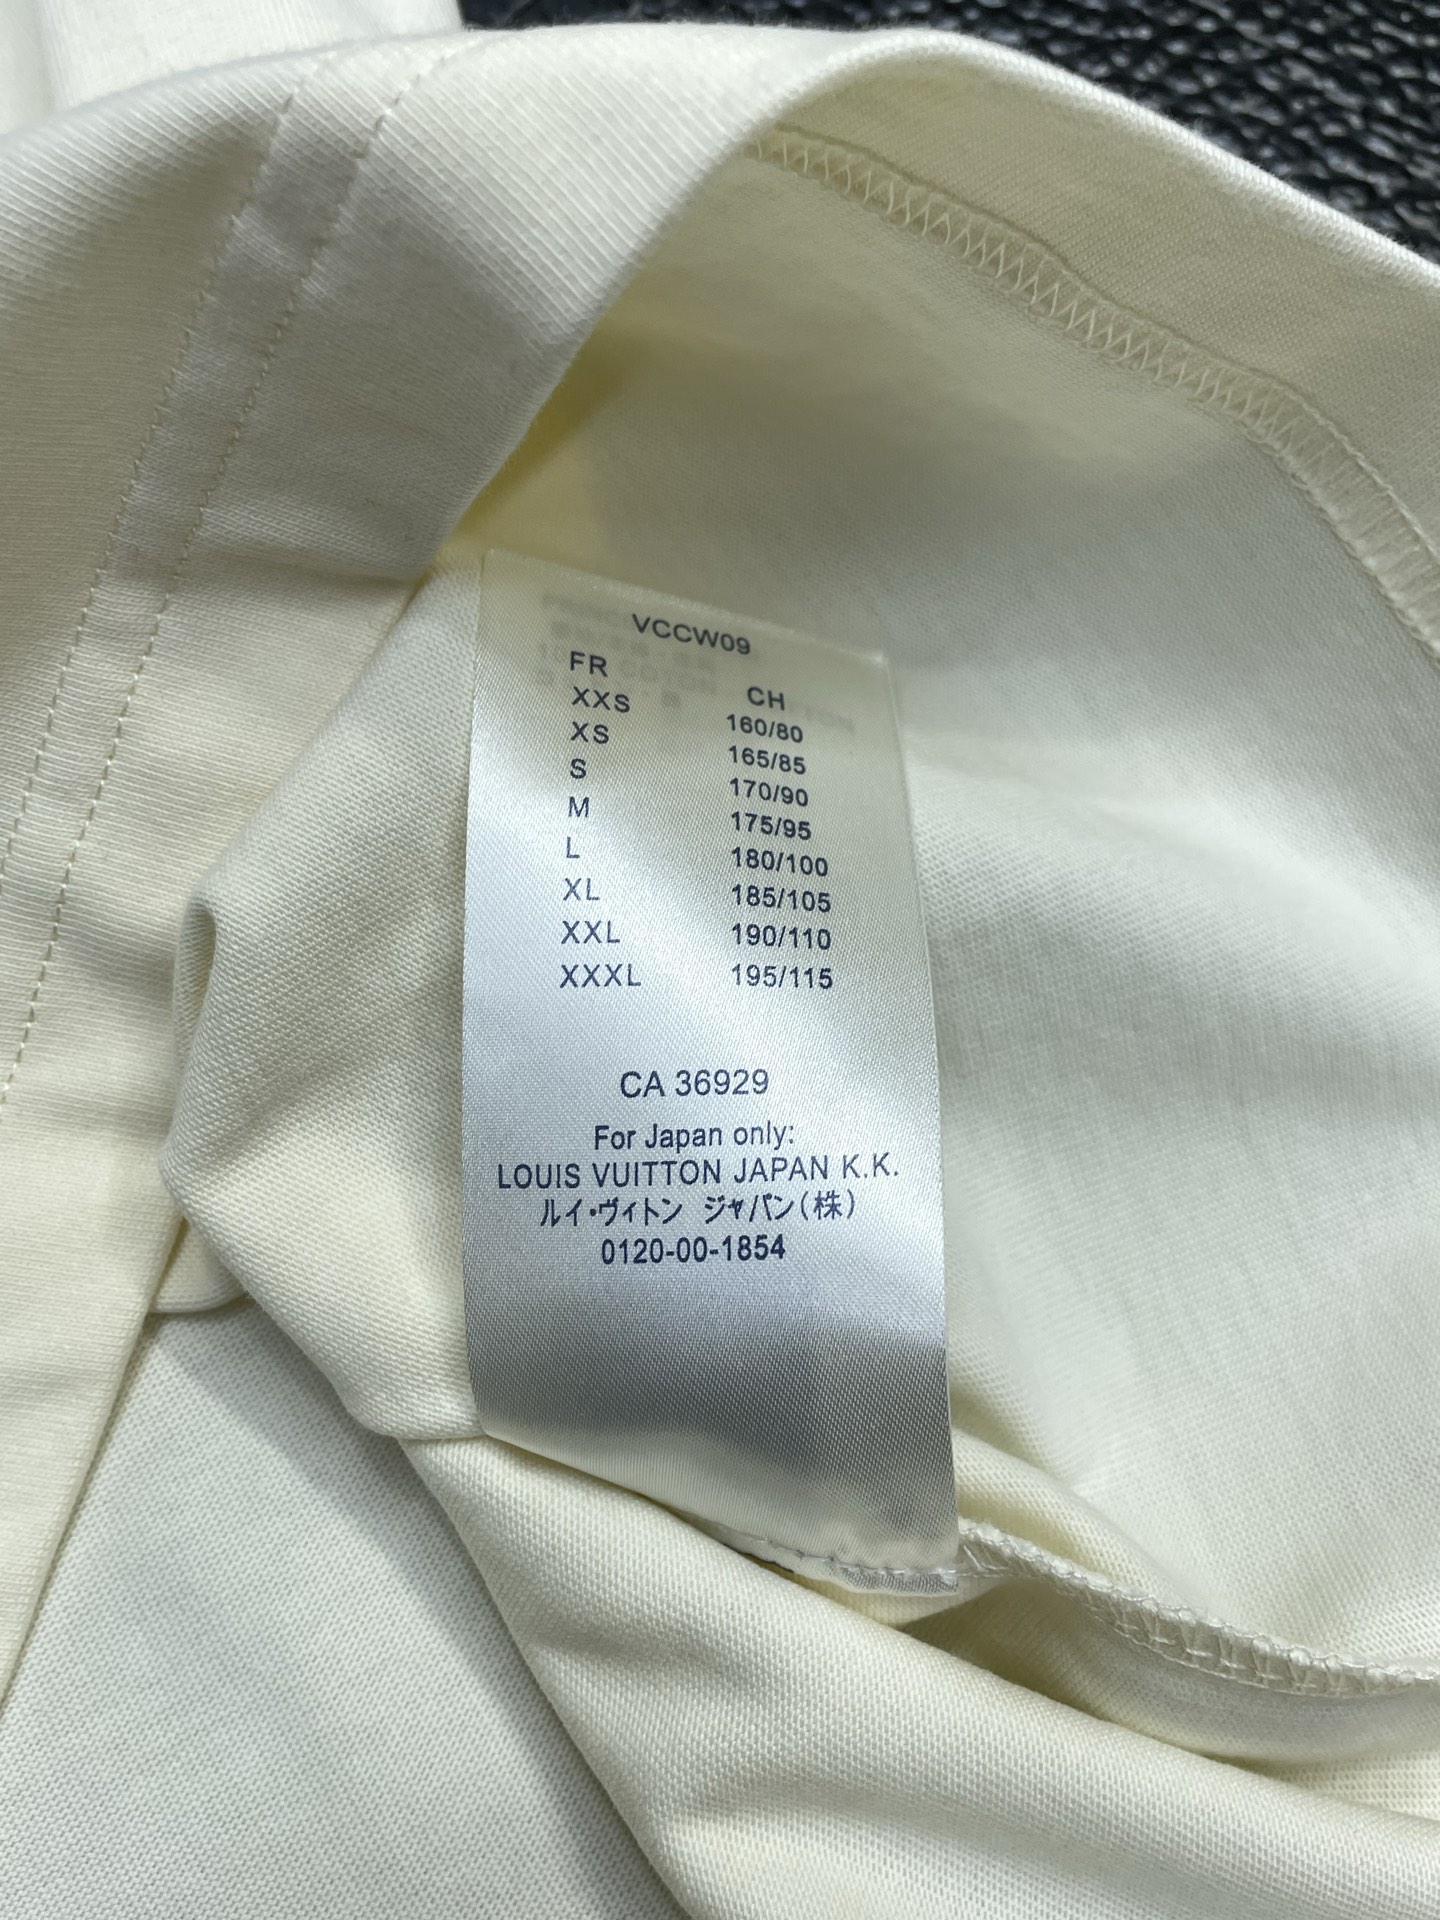 VCCW09
FR CH
XXS 160/80
XS 165/85
S 170/90
M 175/95
L 180/100
XL 185/105
XXL 190/110
XXXL 195/115
CA 36929
For Japan only:
LOUIS VUITTON JAPAN K.K.
ルイ・ヴィトン ジャパン(株)
0120-00-1854